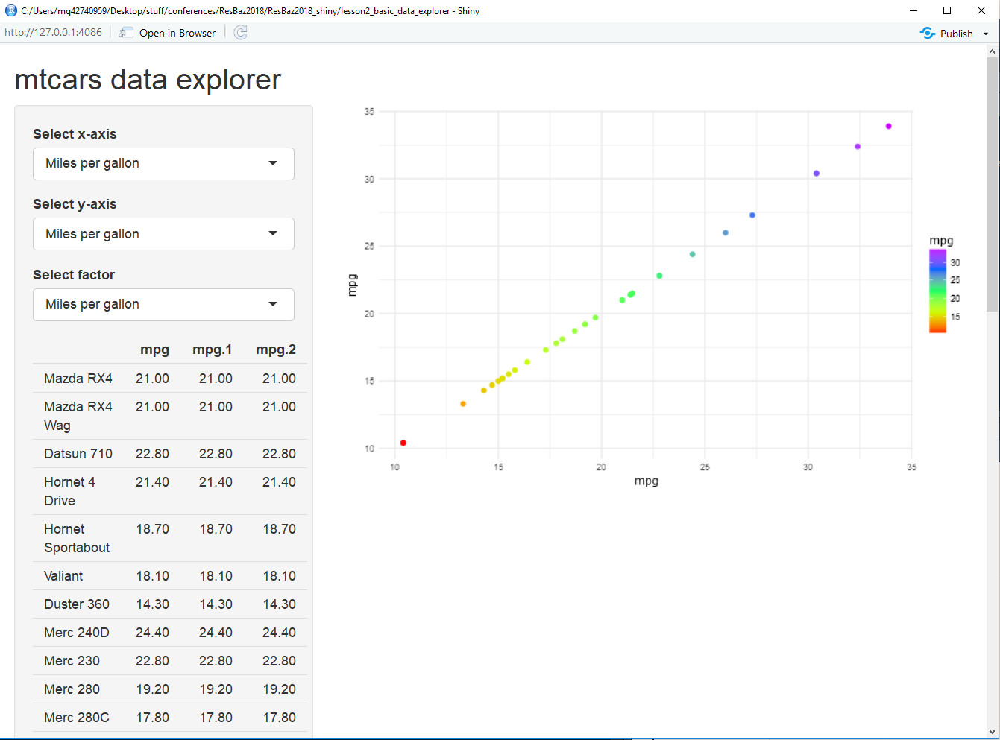 C:/Users/mq42740959/Desktop/stuff/conferences/ResBaz2018/ResBaz2018_shiny/lesson2_basic_data_explorer - Shiny
http://127.0.0.1:4086 Open in Browser Publish
mtcars data explorer
Select x-axis
Miles per gallon
Select y-axis
Miles per gallon
Select factor
Miles per gallon
mpg mpg.1 mpg.2
Mazda RX4 21.00 21.00 21.00
Mazda RX4 21.00 21.00 21.00
Wag
Datsun 710 22.80 22.80 22.80
Hornet 4 21.40 21.40 21.40
Drive
Hornet 18.70 18.70 18.70
Sportabout
Valiant 18.10 18.10 18.10
Duster 360 14.30 14.30 14.30
Merc 240D 24.40 24.40 24.40
Merc 230 22.80 22.80 22.80
Merc 280 19.20 19.20 19.20
Merc 280C 17.80 17.80 17.80
35
30
25
20
15
10
mpg
10 15 20 25 30 35
mpg
mpg
30
25
20
15